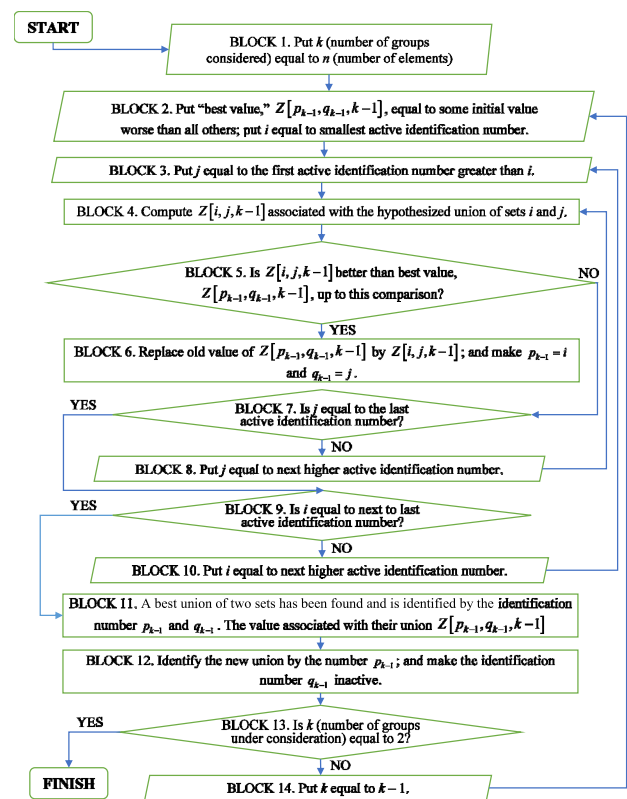 START
BLOCK 1. Put k (number of groups
considered) equal to n (number of elements)
BLOCK 2. Put “best value,” Z[p_{k−1}, q_{k−1}, k−1], equal to some initial value
worse than all others; put i equal to smallest active identification number.
BLOCK 3. Put j equal to the first active identification number greater than i.
BLOCK 4. Compute Z[i, j, k−1] associated with the hypothesized union of sets i and j.
BLOCK 5. Is Z[i, j, k−1] better than best value,
Z[p_{k−1}, q_{k−1}, k−1], up to this comparison?
NO
YES
BLOCK 6. Replace old value of Z[p_{k−1}, q_{k−1}, k−1] by Z[i, j, k−1]; and make p_{k−1} = i
and q_{k−1} = j.
YES
BLOCK 7. Is j equal to the last
active identification number?
NO
BLOCK 8. Put j equal to next higher active identification number.
YES
BLOCK 9. Is i equal to next to last
active identification number?
NO
BLOCK 10. Put i equal to next higher active identification number.
BLOCK 11. A best union of two sets has been found and is identified by the identification
number p_{k−1} and q_{k−1}. The value associated with their union Z[p_{k−1}, q_{k−1}, k−1]
BLOCK 12. Identify the new union by the number p_{k−1}; and make the identification
number q_{k−1} inactive.
YES
BLOCK 13. Is k (number of groups
under consideration) equal to 2?
NO
FINISH
BLOCK 14. Put k equal to k−1.